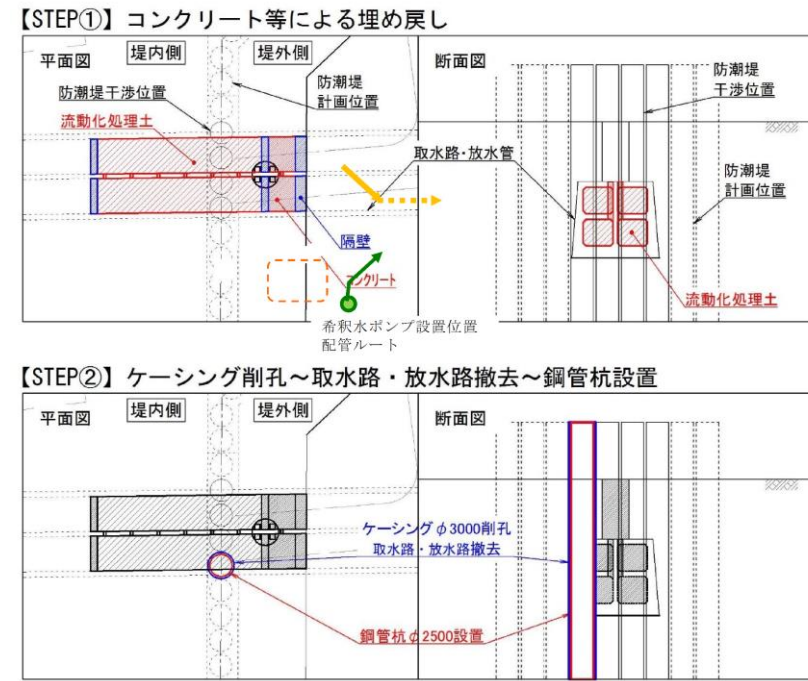 【STEP①】コンクリート等による埋め戻し
平面図
堤内側
堤外側
防潮堤干渉位置
防潮堤
計画位置
流動化処理土
取水路・放水管
隔壁
コンクリート
希釈水ポンプ設置位置
配管ルート
断面図
防潮堤
干渉位置
防潮堤
計画位置
流動化処理土
【STEP②】ケーシング削孔~取水路・放水路撤去~鋼管杭設置
平面図
堤内側
堤外側
断面図
ケーシングφ3000削孔
取水路・放水路撤去
鋼管杭φ2500設置